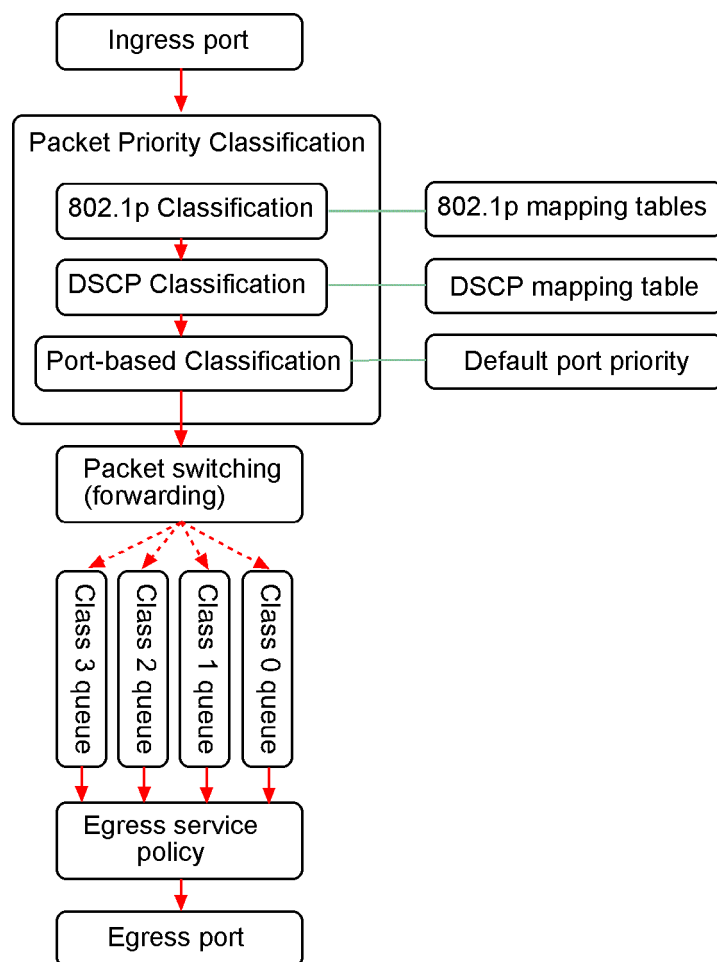 Ingress port
Packet Priority Classification
802.1p Classification
802.1p mapping tables
DSCP Classification
DSCP mapping table
Port-based Classification
Default port priority
Packet switching
(forwarding)
Class 3 queue
Class 2 queue
Class 1 queue
Class 0 queue
Egress service
policy
Egress port